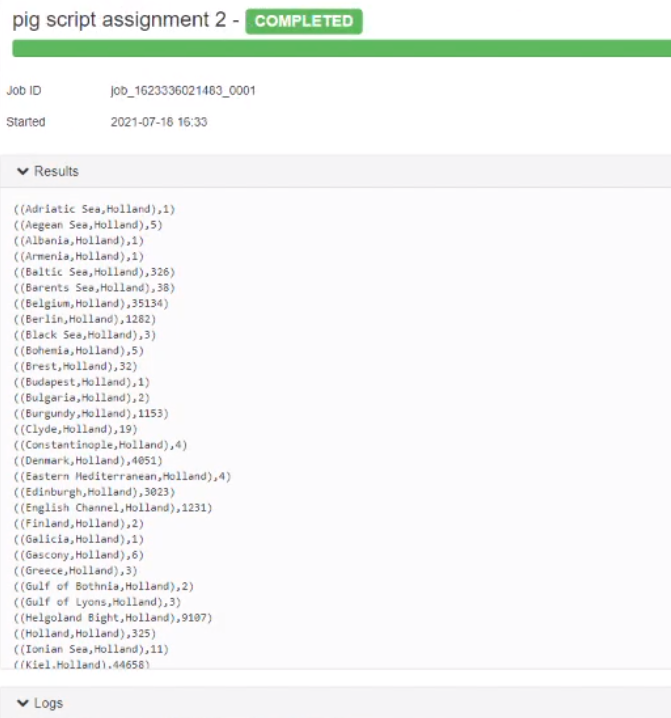 pig script assignment 2 - COMPLETED
Job ID job_1623336021483_0001
Started 2021-07-18 16:33
Results
((Adriatic Sea,Holland),1)
((Aegean Sea,Holland),5)
((Albania,Holland),1)
((Armenia,Holland),1)
((Baltic Sea,Holland),326)
((Barents Sea,Holland),38)
((Belgium,Holland),35134)
((Berlin,Holland),1282)
((Black Sea,Holland),3)
((Bohemia,Holland),5)
((Brest,Holland),32)
((Budapest,Holland),1)
((Bulgaria,Holland),2)
((Burgundy,Holland),1153)
((Clyde,Holland),19)
((Constantinople,Holland),4)
((Denmark,Holland),4051)
((Eastern Mediterranean,Holland),4)
((Edinburgh,Holland),3023)
((English Channel,Holland),1231)
((Finland,Holland),2)
((Galicia,Holland),1)
((Gascony,Holland),6)
((Greece,Holland),3)
((Gulf of Bothnia,Holland),2)
((Gulf of Lyons,Holland),3)
((Helgoland Bight,Holland),9107)
((Holland,Holland),325)
((Ionian Sea,Holland),11)
((Kiel,Holland),44658)
Logs